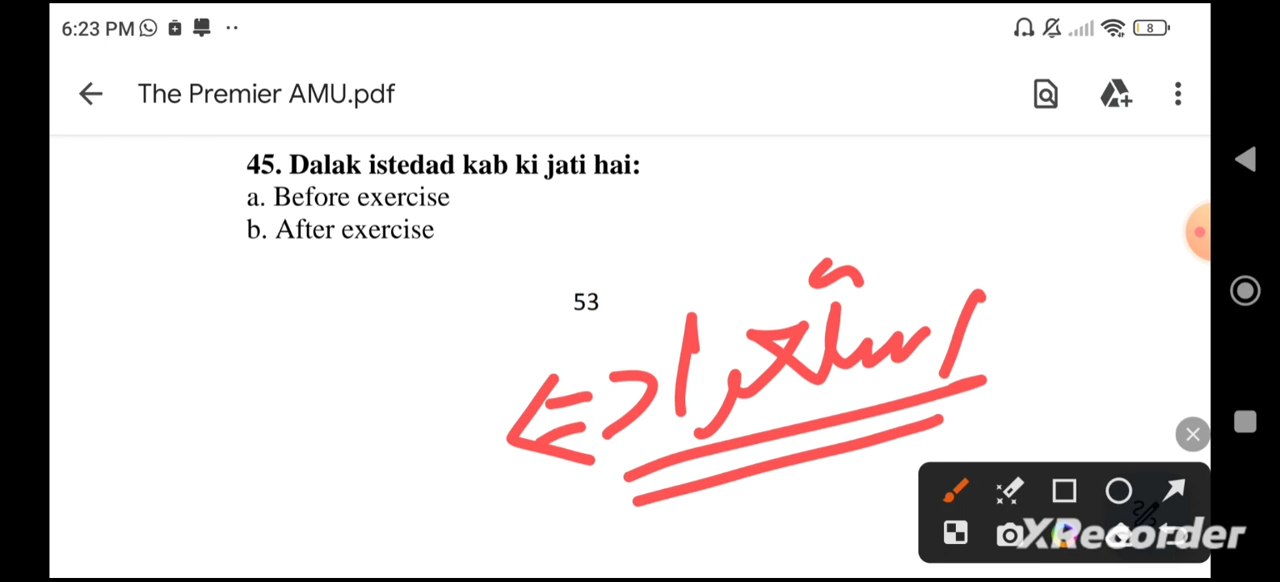 6:23 PM
8
The Premier AMU.pdf
45. Dalak istedad kab ki jati hai:
a. Before exercise
b. After exercise
53
استعداد
XRecorder